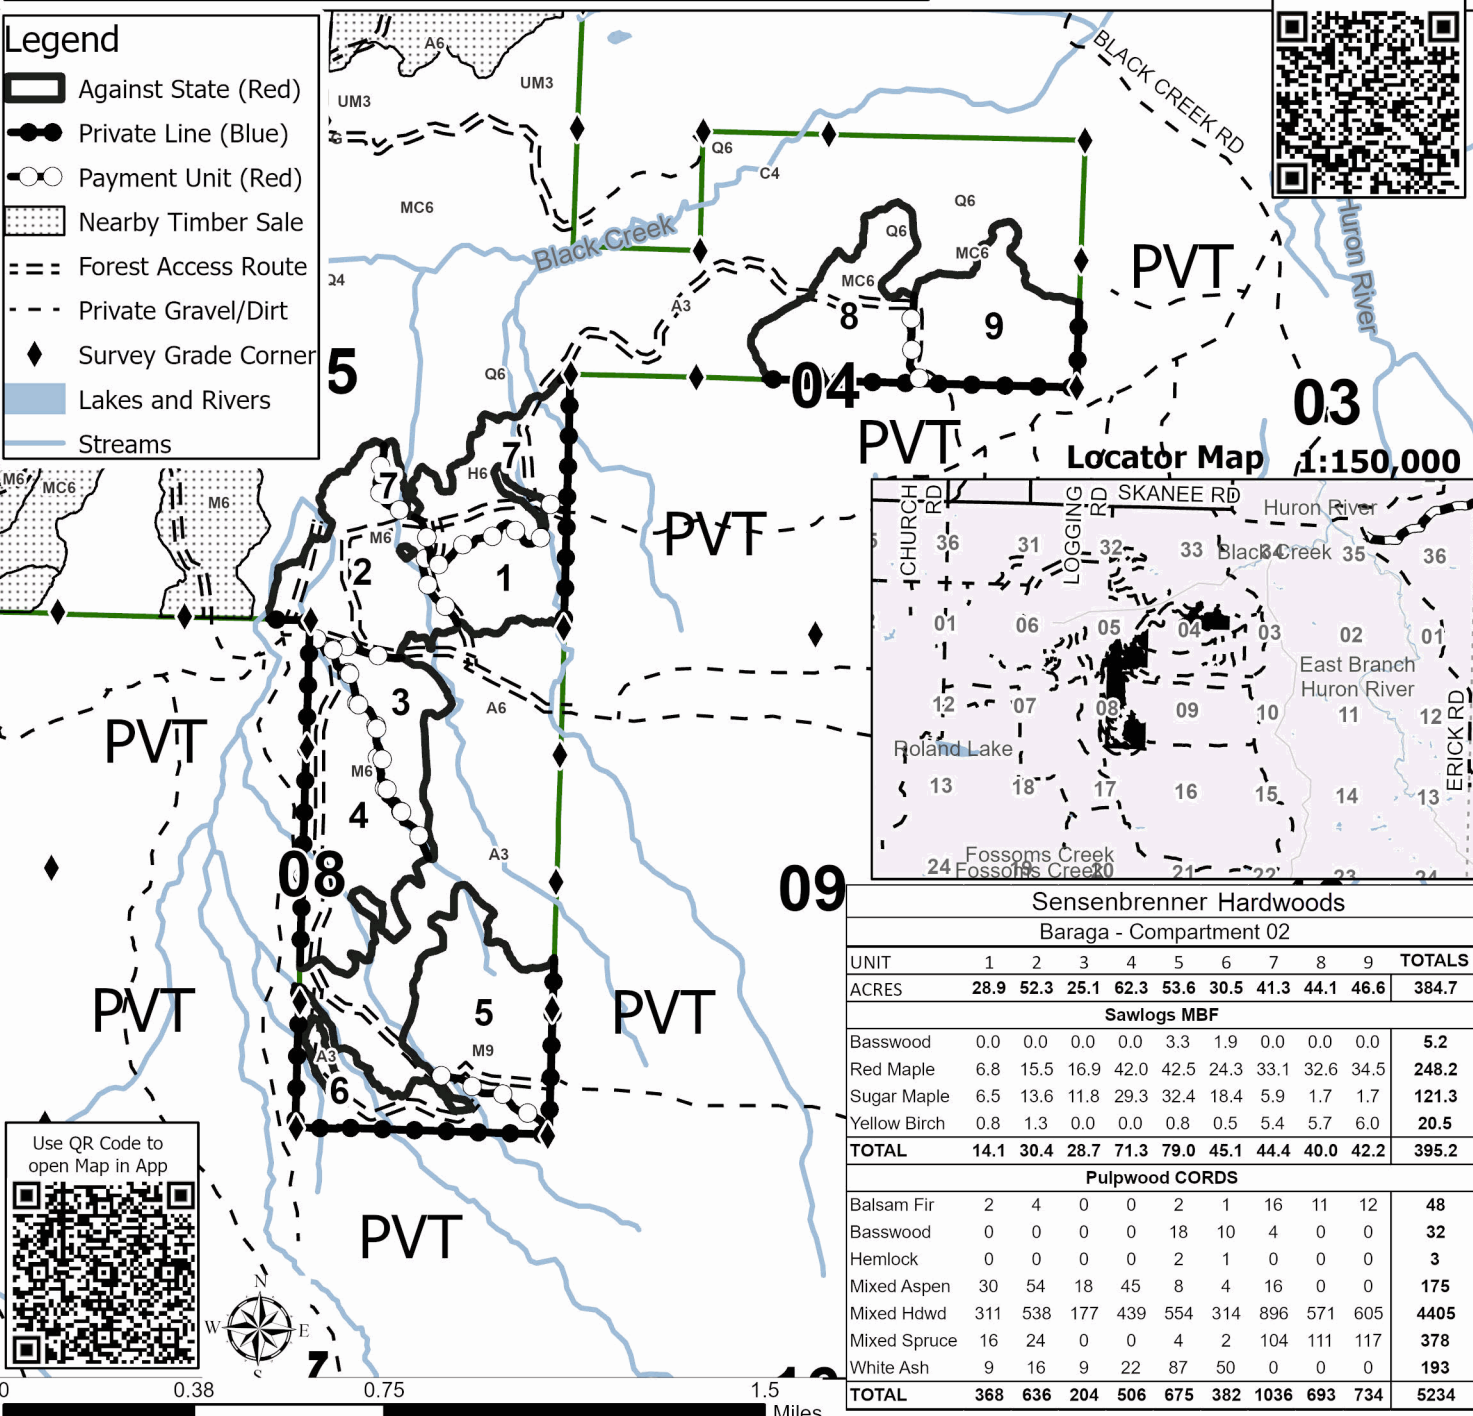 Legend
Against State (Red)
Private Line (Blue)
Payment Unit (Red)
Nearby Timber Sale
Forest Access Route
Private Gravel/Dirt
Survey Grade Corner
Lakes and Rivers
Streams
A6
UM3
UM3
MC6
Q4
Q6
C4
Q6
BLACK CREEK RD
Black Creek
Huron River
Q6
MC6
MC6
A3
8
9
PVT
5
Q6
04
03
PVT
M6
MC6
M6
7
H6
7
M6
2
1
PVT
3
A6
PVT
M6
4
08
A3
09
PVT
5
PVT
M9
A3
6
PVT
7
Locator Map 1:150,000
CHURCH RD
LOGGING RD
SKANEE RD
Huron River
36
31
32
33
Black Creek
34
35
36
01
06
05
04
03
02
01
East Branch
Huron River
12
07
08
09
10
11
12
ERICK RD
Roland Lake
13
18
17
16
15
14
13
Fossoms Creek
24
Fossoms Creek
19
20
21
22
23
24
Sensenbrenner Hardwoods
Baraga - Compartment 02
UNIT 1 2 3 4 5 6 7 8 9 TOTALS
ACRES 28.9 52.3 25.1 62.3 53.6 30.5 41.3 44.1 46.6 384.7
Sawlogs MBF
Basswood 0.0 0.0 0.0 0.0 3.3 1.9 0.0 0.0 0.0 5.2
Red Maple 6.8 15.5 16.9 42.0 42.5 24.3 33.1 32.6 34.5 248.2
Sugar Maple 6.5 13.6 11.8 29.3 32.4 18.4 5.9 1.7 1.7 121.3
Yellow Birch 0.8 1.3 0.0 0.0 0.8 0.5 5.4 5.7 6.0 20.5
TOTAL 14.1 30.4 28.7 71.3 79.0 45.1 44.4 40.0 42.2 395.2
Pulpwood CORDS
Balsam Fir 2 4 0 0 2 1 16 11 12 48
Basswood 0 0 0 0 18 10 4 0 0 32
Hemlock 0 0 0 0 2 1 0 0 0 3
Mixed Aspen 30 54 18 45 8 4 16 0 0 175
Mixed Hdwd 311 538 177 439 554 314 896 571 605 4405
Mixed Spruce 16 24 0 0 4 2 104 111 117 378
White Ash 9 16 9 22 87 50 0 0 0 193
TOTAL 368 636 204 506 675 382 1036 693 734 5234
Use QR Code to
open Map in App
N
W
E
S
0 0.38 0.75 1.5
Miles